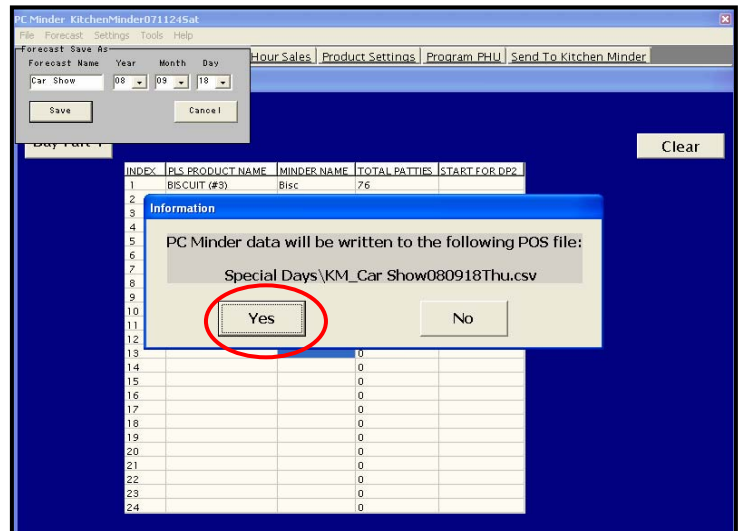 PC Minder KitchenMinder071124Sat
File Forecast Settings Tools Help
Forecast Save As
Forecast Name Year Month Day
Car Show 08 09 18
Save Cancel
Hour Sales Product Settings Program PHU Send To Kitchen Minder
Day Part 1
Clear
INDEX PLS PRODUCT NAME MINDER NAME TOTAL PATTIES START FOR DP2
1 BISCUIT (#3) Bisc 76
2
3
4
5
6
7
8
9
10
11
12
Information
PC Minder data will be written to the following POS file:
Special Days\KM_Car Show080918Thu.csv
Yes No
13 0
14 0
15 0
16 0
17 0
18 0
19 0
20 0
21 0
22 0
23 0
24 0